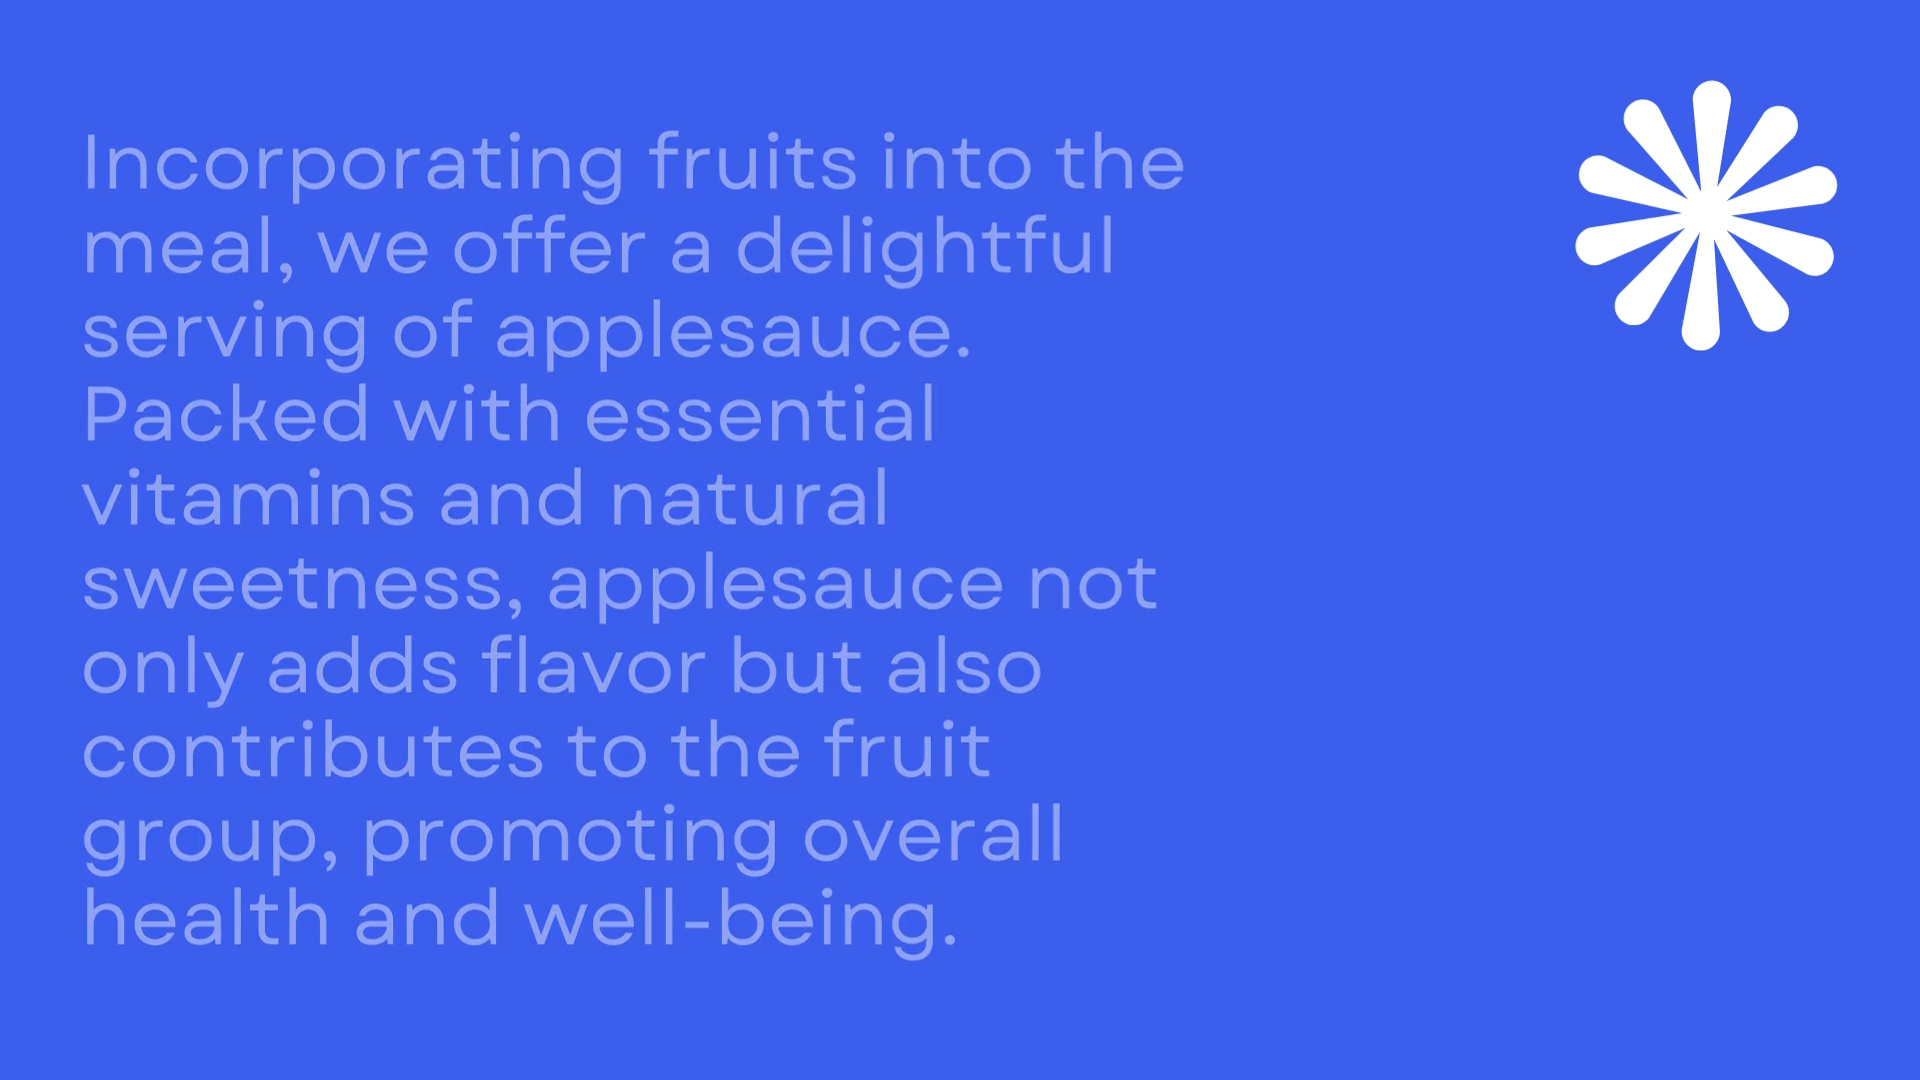 Incorporating fruits into the
meal, we offer a delightful
serving of applesauce.
Packed with essential
vitamins and natural
sweetness, applesauce not
only adds flavor but also
contributes to the fruit
group, promoting overall
health and well-being.